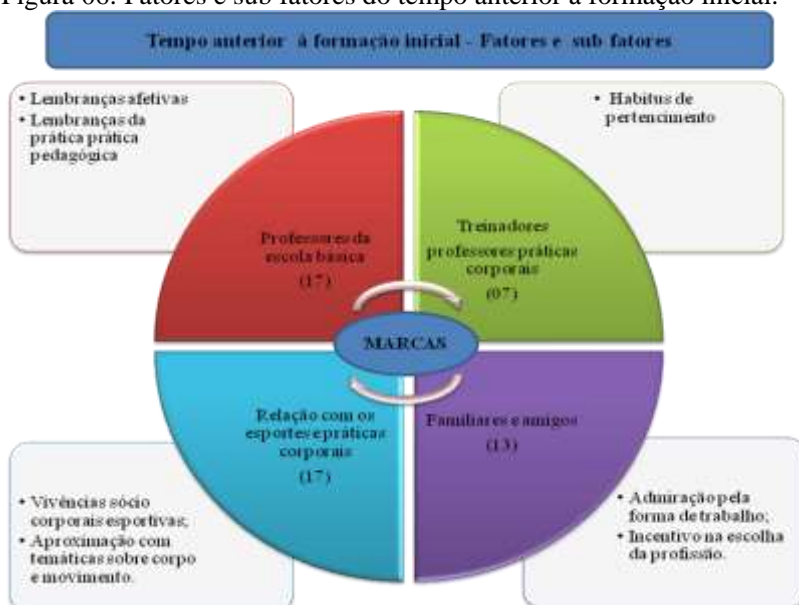 Figura 06: Fatores e sub fatores do tempo anterior à formação inicial.
Tempo anterior à formação inicial - Fatores e sub fatores
• Lembranças afetivas
• Lembranças da
prática prática
pedagógica
• Habitus de
pertencimento
Professores da
escola básica
(17)
Treinadores
professores práticas
corporais
(07)
MARCAS
Relação com os
esportes e práticas
corporais
(17)
Familiares e amigos
(13)
• Vivências sócio
corporais esportivas;
• Aproximação com
temáticas sobre corpo
e movimento.
• Admiração pela
forma de trabalho;
• Incentivo na escolha
da profissão.